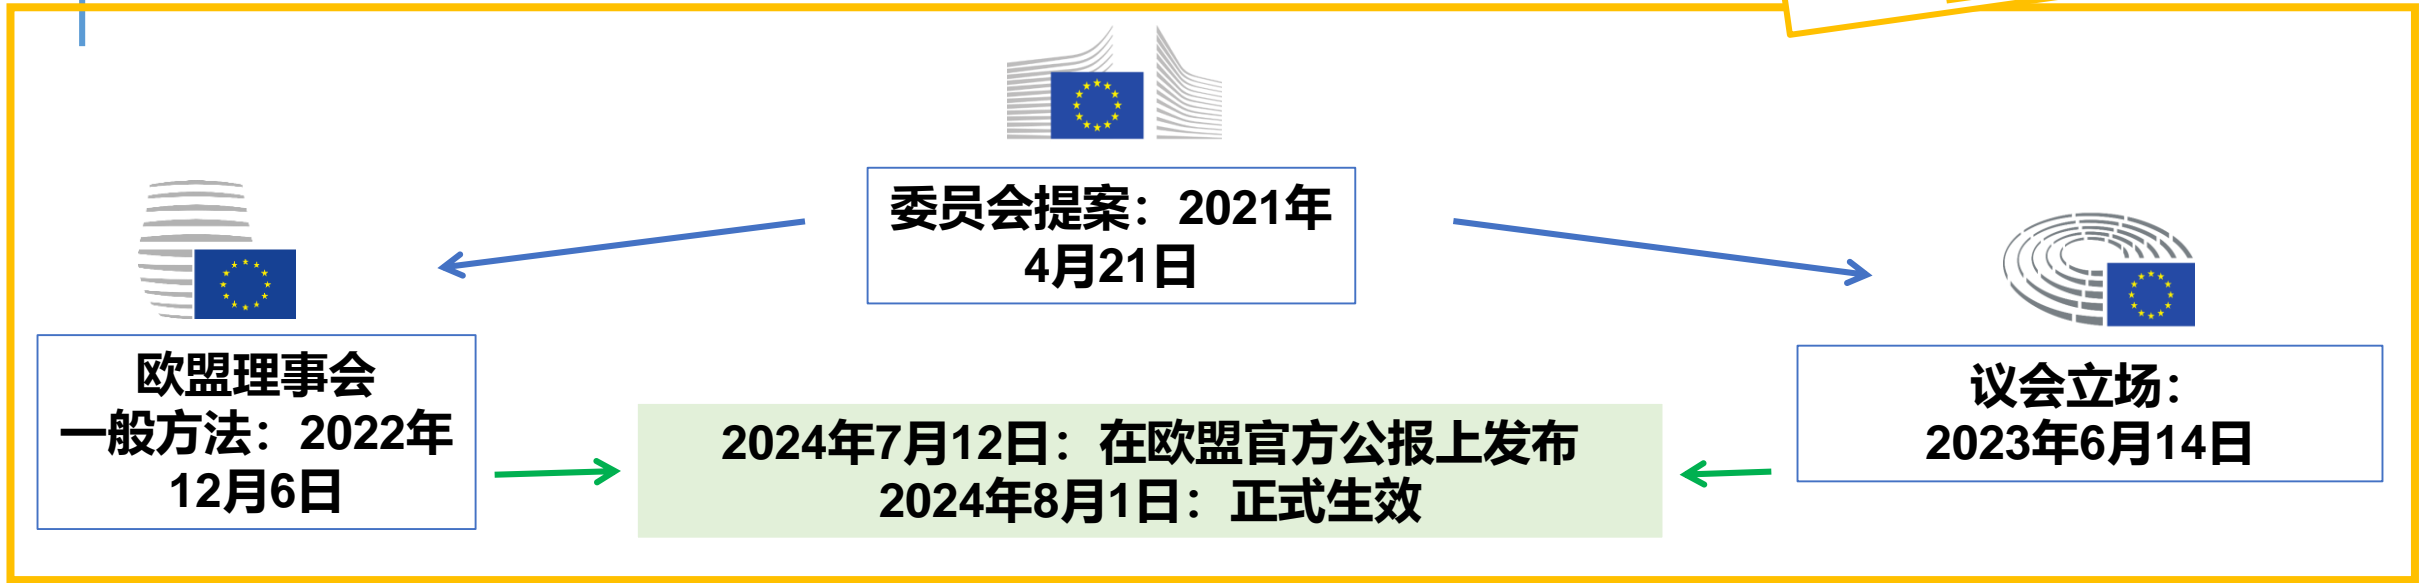 委员会提案：2021年
4月21日
欧盟理事会
一般方法：2022年
12月6日
议会立场：
2023年6月14日
2024年7月12日：在欧盟官方公报上发布
2024年8月1日：正式生效